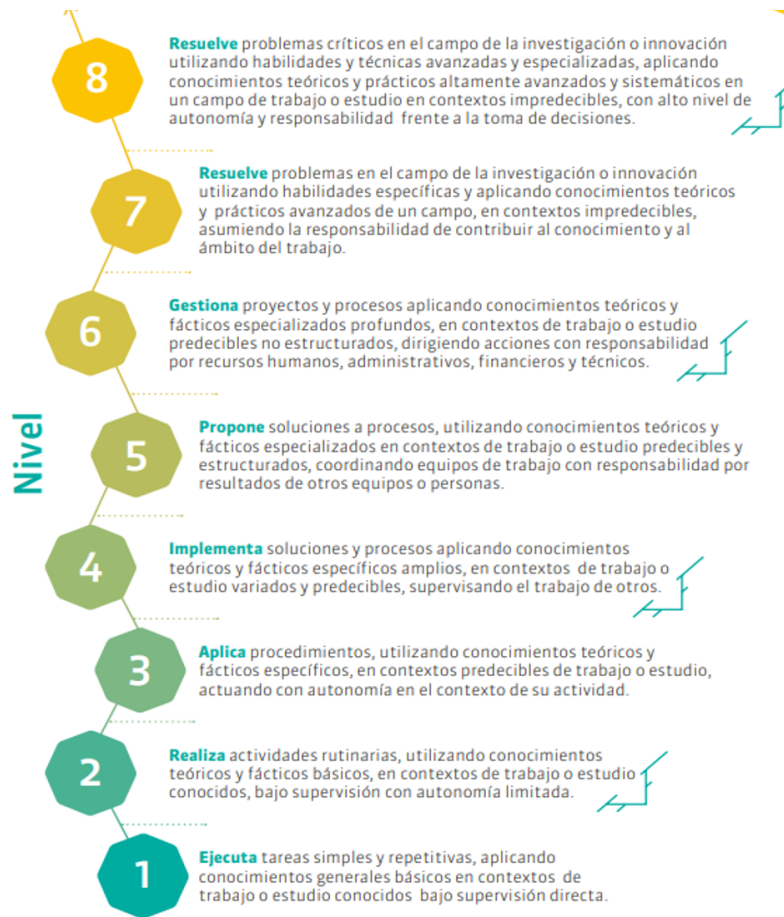 8
Resuelve problemas críticos en el campo de la investigación o innovación
utilizando habilidades y técnicas avanzadas y especializadas, aplicando
conocimientos teóricos y prácticos altamente avanzados y sistemáticos en
un campo de trabajo o estudio en contextos impredecibles, con alto nivel de
autonomía y responsabilidad frente a la toma de decisiones.
7
Resuelve problemas en el campo de la investigación o innovación
utilizando habilidades específicas y aplicando conocimientos teóricos
y prácticos avanzados de un campo, en contextos impredecibles,
asumiendo la responsabilidad de contribuir al conocimiento y al
ámbito del trabajo.
6
Gestiona proyectos y procesos aplicando conocimientos teóricos y
fácticos especializados profundos, en contextos de trabajo o estudio
predecibles no estructurados, dirigiendo acciones con responsabilidad
por recursos humanos, administrativos, financieros y técnicos.
Nivel
5
Propone soluciones a procesos, utilizando conocimientos teóricos y
fácticos especializados en contextos de trabajo o estudio predecibles y
estructurados, coordinando equipos de trabajo con responsabilidad por
resultados de otros equipos o personas.
4
Implementa soluciones y procesos aplicando conocimientos
teóricos y fácticos específicos amplios, en contextos de trabajo o
estudio variados y predecibles, supervisando el trabajo de otros.
3
Aplica procedimientos, utilizando conocimientos teóricos y
fácticos específicos, en contextos predecibles de trabajo o estudio,
actuando con autonomía en el contexto de su actividad.
2
Realiza actividades rutinarias, utilizando conocimientos
teóricos y fácticos básicos, en contextos de trabajo o estudio
conocidos, bajo supervisión con autonomía limitada.
1
Ejecuta tareas simples y repetitivas, aplicando
conocimientos generales básicos en contextos de
trabajo o estudio conocidos bajo supervisión directa.